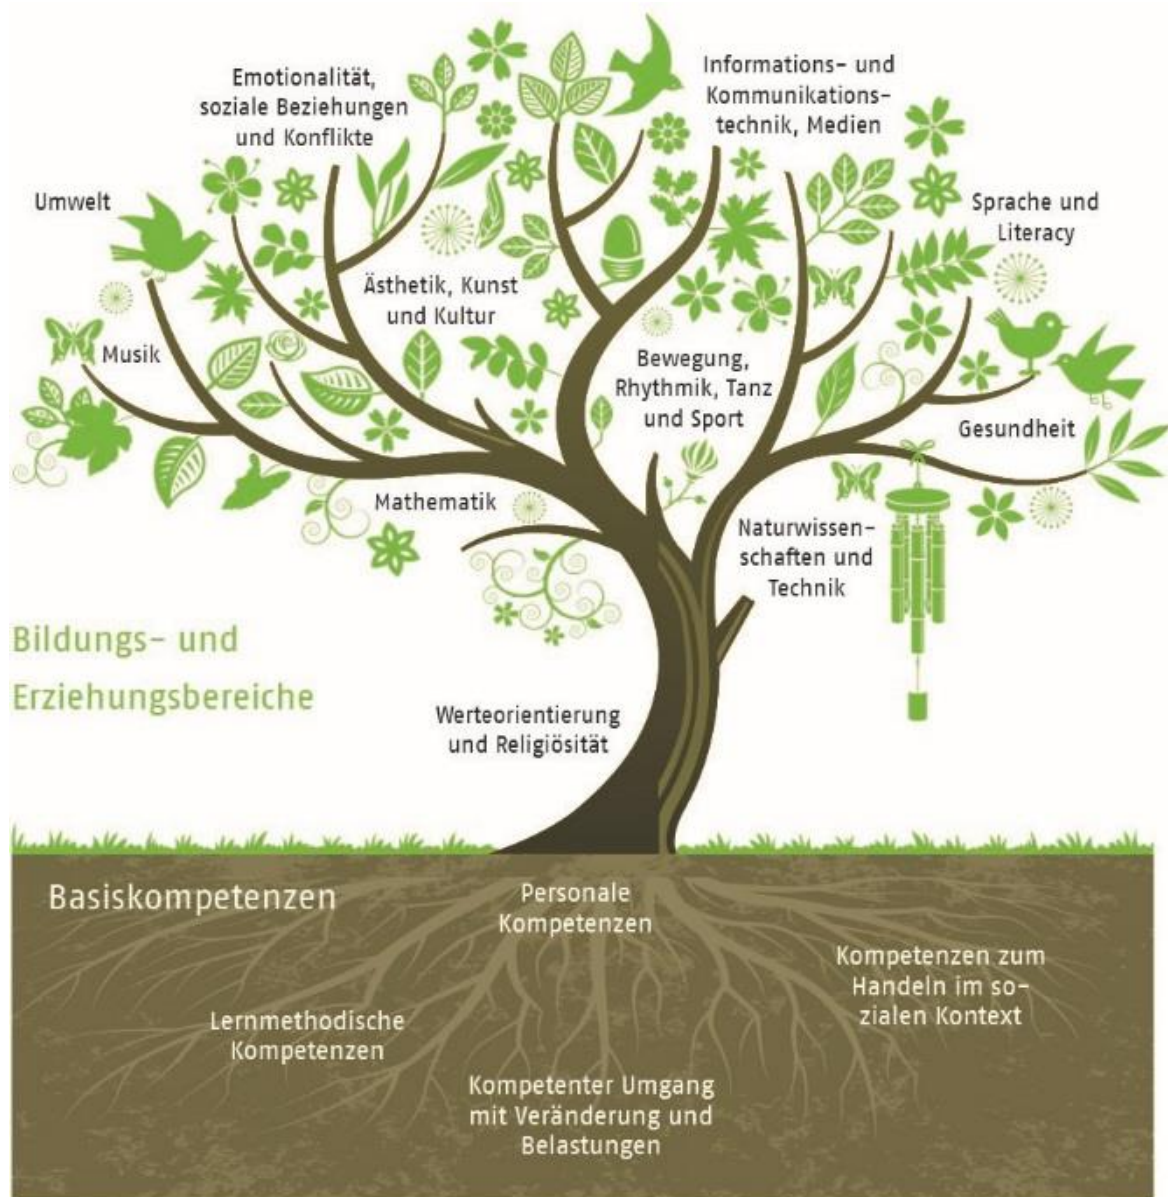 Emotionalität,
soziale Beziehungen
und Konflikte
Informations- und
Kommunikations-
technik, Medien
Umwelt
Sprache und
Literacy
Ästhetik, Kunst
und Kultur
Musik
Bewegung,
Rhythmik, Tanz
und Sport
Gesundheit
Mathematik
Naturwissen-
schaften und
Technik
Bildungs- und
Erziehungsbereiche
Werteorientierung
und Religiösität
Basiskompetenzen
Personale
Kompetenzen
Kompetenzen zum
Handeln im so-
zialen Kontext
Lernmethodische
Kompetenzen
Kompetenter Umgang
mit Veränderung und
Belastungen